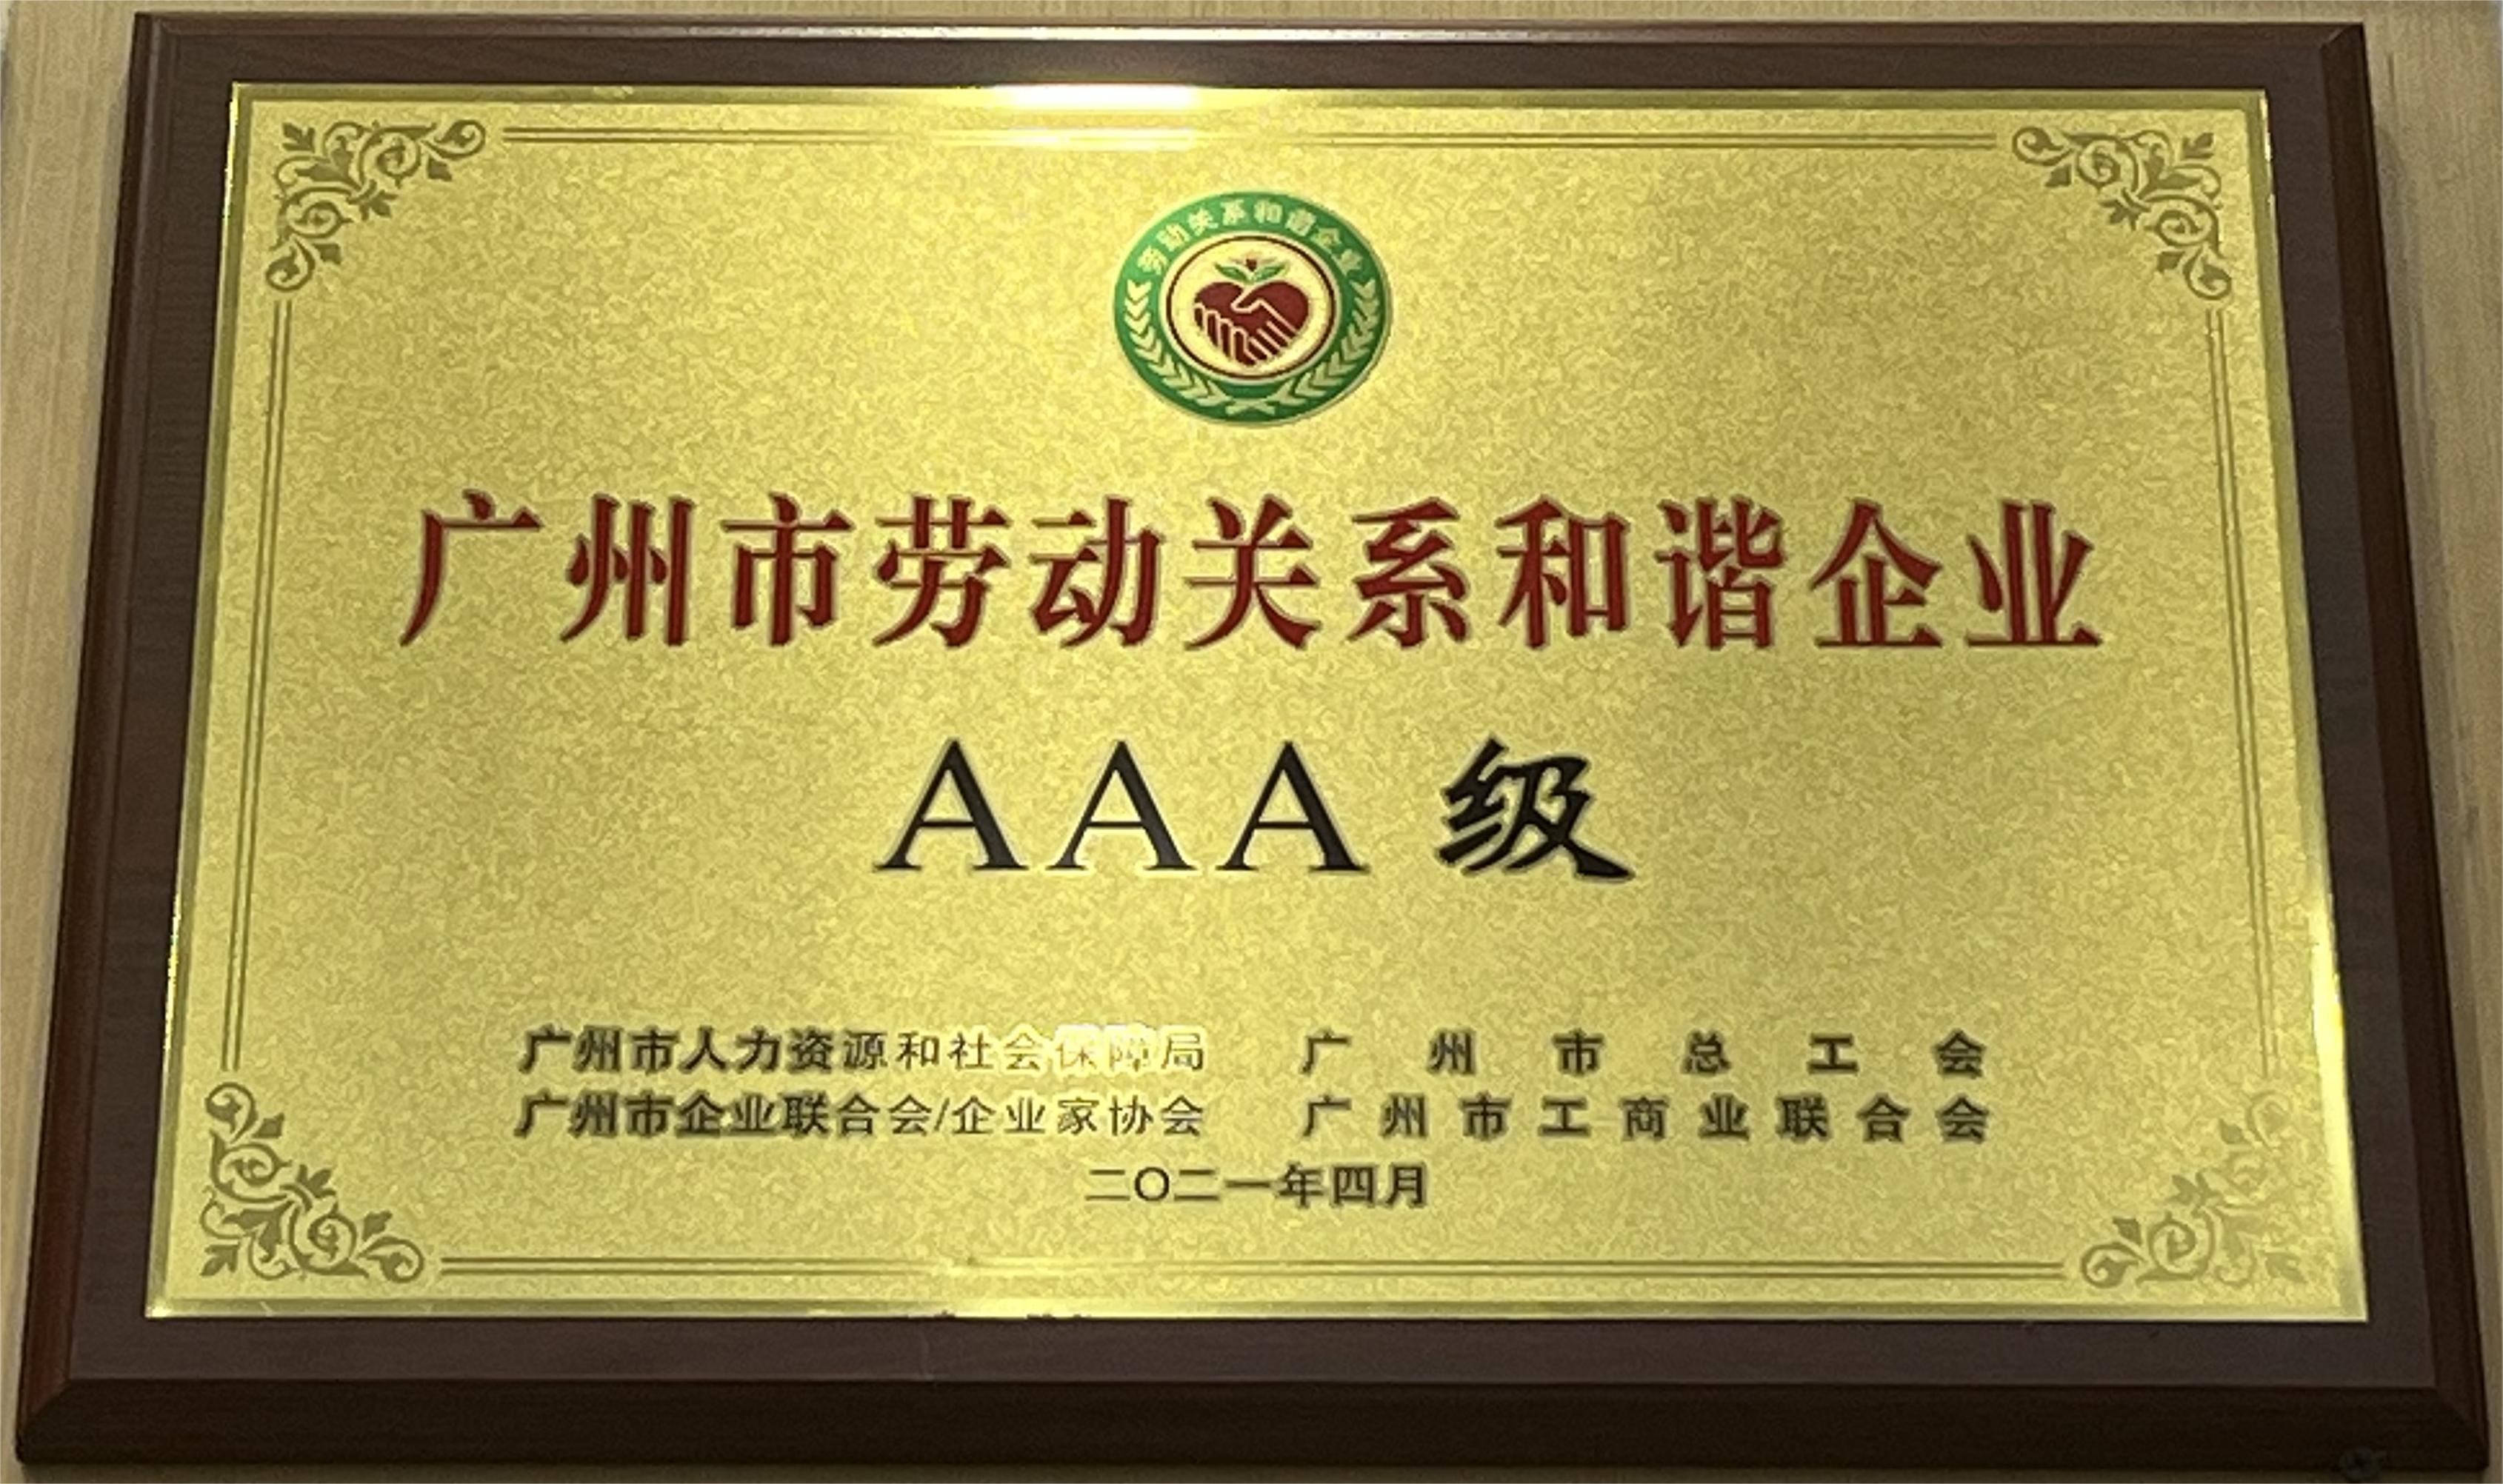 劳动关系和谐企业
广州市劳动关系和谐企业
AAA 级
广州市人力资源和社会保障局 广州市总工会
广州市企业联合会/企业家协会 广州市工商业联合会
二〇二一年四月